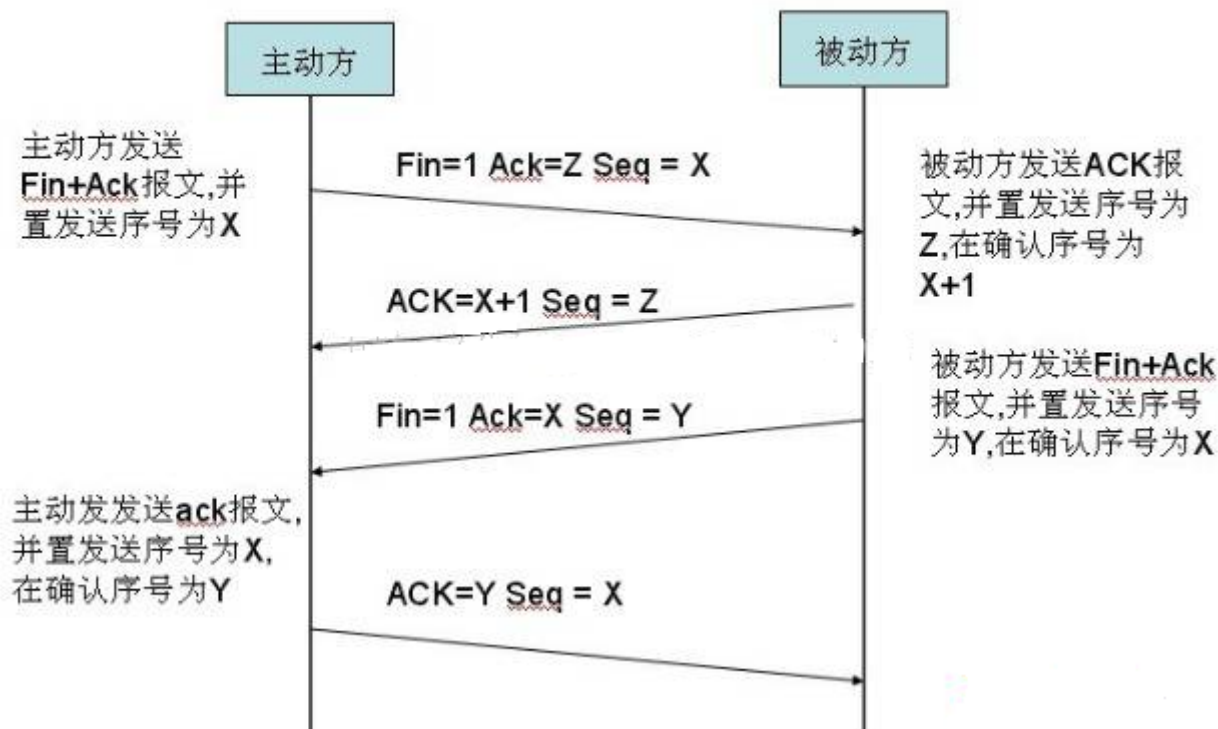 主动方
被动方
主动方发送
Fin+Ack报文,并
置发送序号为X
Fin=1 Ack=Z Seq = X
被动方发送ACK报
文,并置发送序号为
Z,在确认序号为
X+1
ACK=X+1 Seq = Z
被动方发送Fin+Ack
报文,并置发送序号
为Y,在确认序号为X
Fin=1 Ack=X Seq = Y
主动发发送ack报文,
并置发送序号为X,
在确认序号为Y
ACK=Y Seq = X